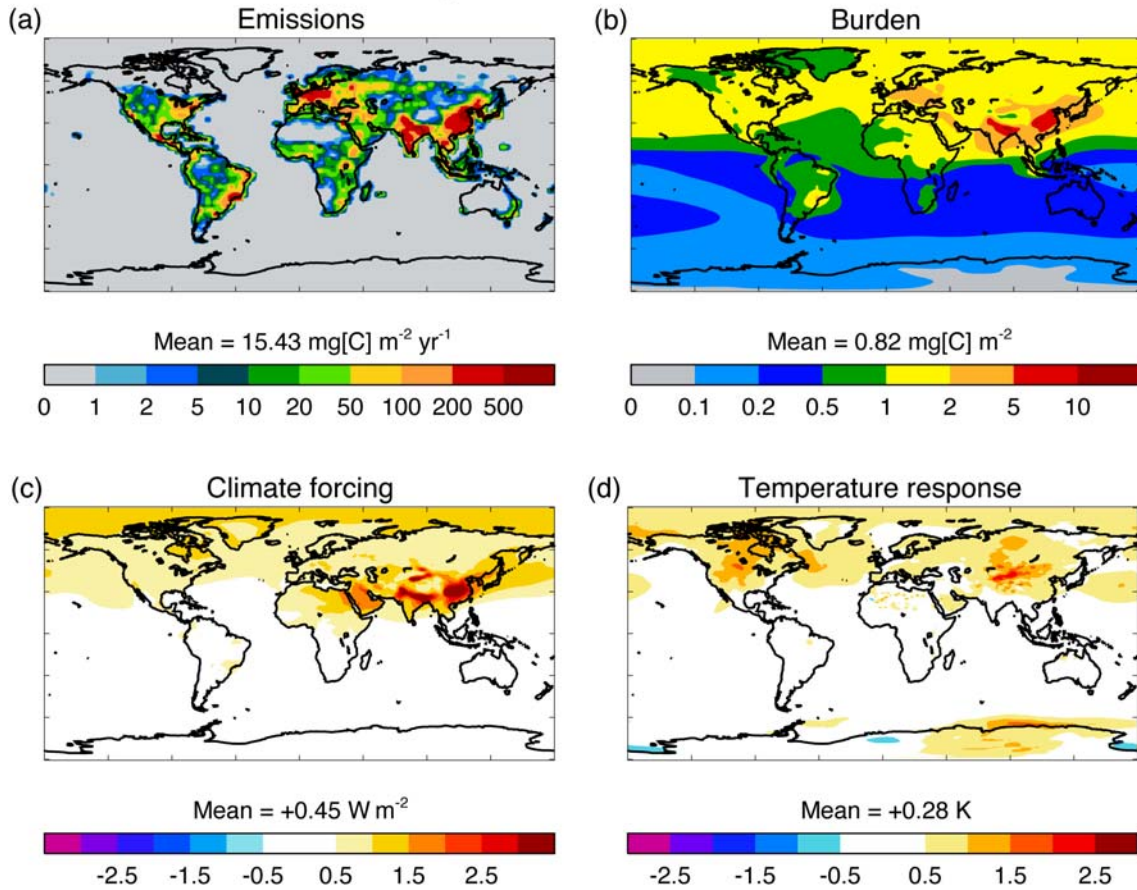 (a) Emissions
Mean = 15.43 mg[C] m⁻² yr⁻¹
0 1 2 5 10 20 50 100 200 500
(b) Burden
Mean = 0.82 mg[C] m⁻²
0 0.1 0.2 0.5 1 2 5 10
(c) Climate forcing
Mean = +0.45 W m⁻²
-2.5 -1.5 -0.5 0.5 1.5 2.5
(d) Temperature response
Mean = +0.28 K
-2.5 -1.5 -0.5 0.5 1.5 2.5